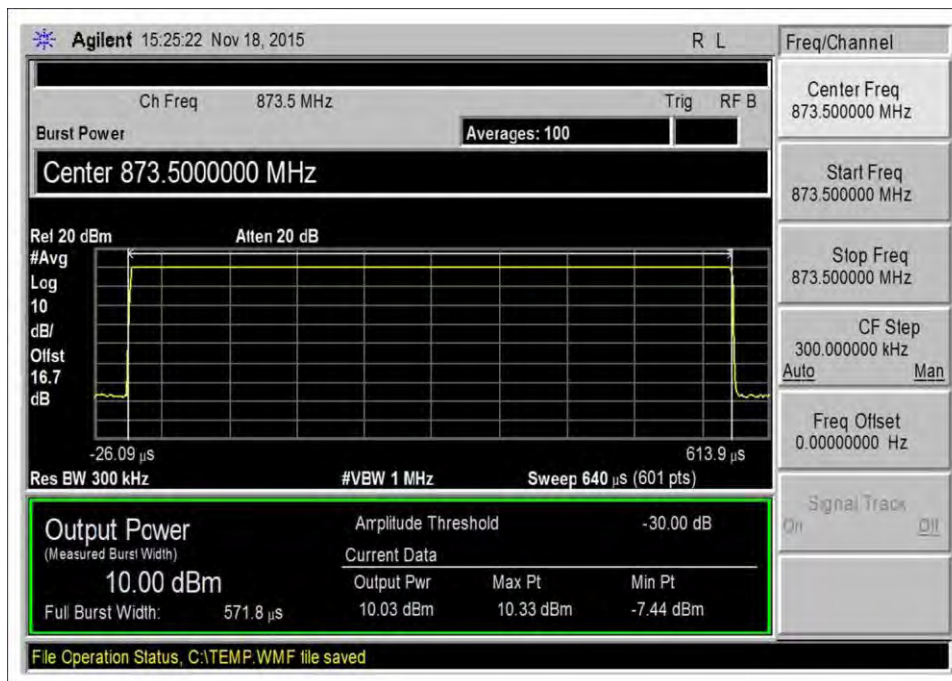 Agilent 15:25:22 Nov 18, 2015 R L
Freq/Channel
Ch Freq 873.5 MHz Trig RF B
Burst Power Averages: 100
Center 873.5000000 MHz
Ref 20 dBm Atten 20 dB
#Avg
Log
10
dB/
Offst
16.7
dB
-26.09 µs 613.9 µs
Res BW 300 kHz #VBW 1 MHz Sweep 640 µs (601 pts)
Output Power
(Measured Burst Width)
10.00 dBm
Full Burst Width: 571.8 µs
Amplitude Threshold -30.00 dB
Current Data
Output Pwr Max Pt Min Pt
10.03 dBm 10.33 dBm -7.44 dBm
File Operation Status, C:\TEMP.WMF file saved
Center Freq
873.500000 MHz
Start Freq
873.500000 MHz
Stop Freq
873.500000 MHz
CF Step
300.000000 kHz
Auto Man
Freq Offset
0.00000000 Hz
Signal Track
On Off